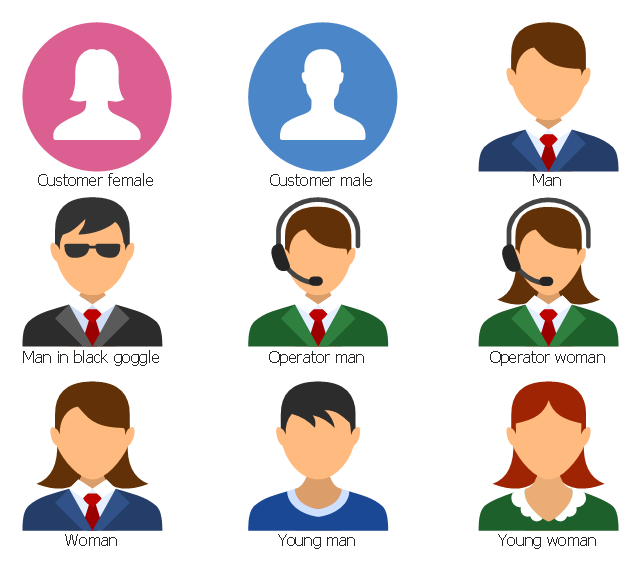 Customer female
Customer male
Man
Man in black goggle
Operator man
Operator woman
Woman
Young man
Young woman